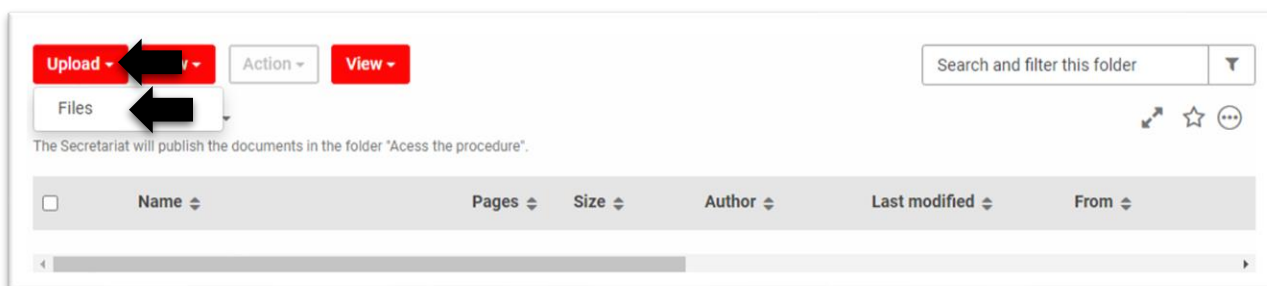 Upload Action View Search and filter this folder
Files
The Secretariat will publish the documents in the folder "Acess the procedure".
Name Pages Size Author Last modified From